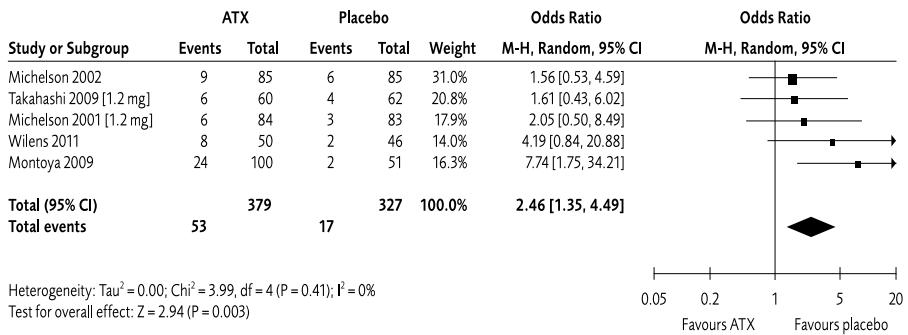 ATX Placebo Odds Ratio Odds Ratio
Study or Subgroup Events Total Events Total Weight M-H, Random, 95% CI M-H, Random, 95% CI
Michelson 2002 9 85 6 85 31.0% 1.56 [0.53, 4.59]
Takahashi 2009 [1.2 mg] 6 60 4 62 20.8% 1.61 [0.43, 6.02]
Michelson 2001 [1.2 mg] 6 84 3 83 17.9% 2.05 [0.50, 8.49]
Wilens 2011 8 50 2 46 14.0% 4.19 [0.84, 20.88]
Montoya 2009 24 100 2 51 16.3% 7.74 [1.75, 34.21]
Total (95% CI) 379 327 100.0% 2.46 [1.35, 4.49]
Total events 53 17
Heterogeneity: Tau² = 0.00; Chi² = 3.99, df = 4 (P = 0.41); I² = 0%
Test for overall effect: Z = 2.94 (P = 0.003)
0.05 0.2 1 5 20
Favours ATX Favours placebo